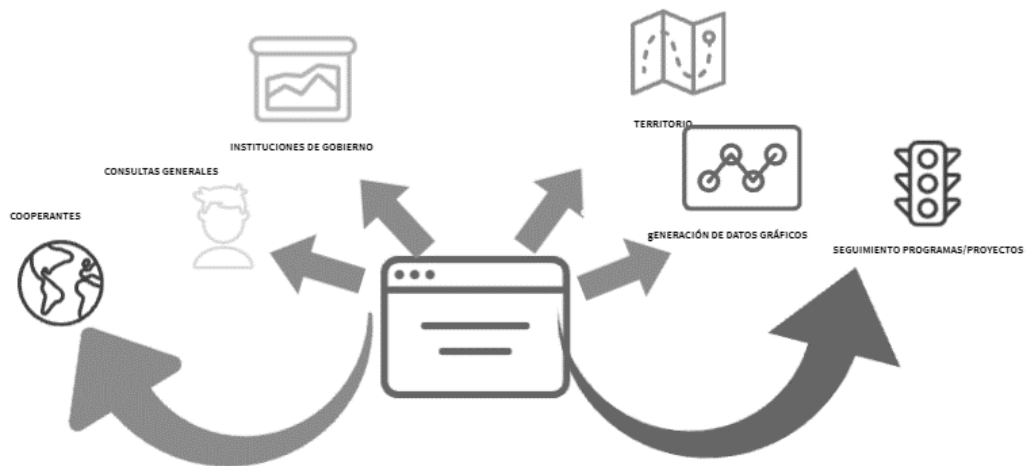 COOPERANTES
CONSULTAS GENERALES
INSTITUCIONES DE GOBIERNO
TERRITORIO
gENERACIÓN DE DATOS GRÁFICOS
SEGUIMIENTO PROGRAMAS/PROYECTOS